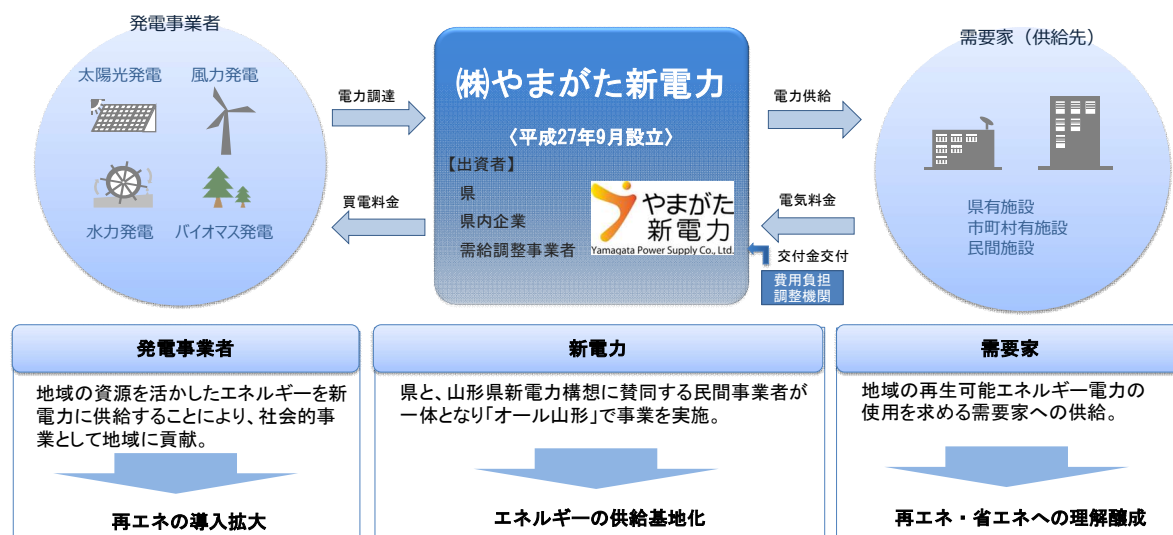 発電事業者
太陽光発電
風力発電
水力発電
バイオマス発電
電力調達
買電料金
㈱やまがた新電力
〈平成27年9月設立〉
【出資者】
県
県内企業
需給調整事業者
やまがた
新電力
Yamagata Power Supply Co., Ltd.
電力供給
電気料金
交付金交付
費用負担
調整機関
需要家（供給先）
県有施設
市町村有施設
民間施設
発電事業者
地域の資源を活かしたエネルギーを新
電力に供給することにより、社会的事
業として地域に貢献。
再エネの導入拡大
新電力
県と、山形県新電力構想に賛同する民間事業者が
一体となり「オール山形」で事業を実施。
エネルギーの供給基地化
需要家
地域の再生可能エネルギー電力の
使用を求める需要家への供給。
再エネ・省エネへの理解醸成